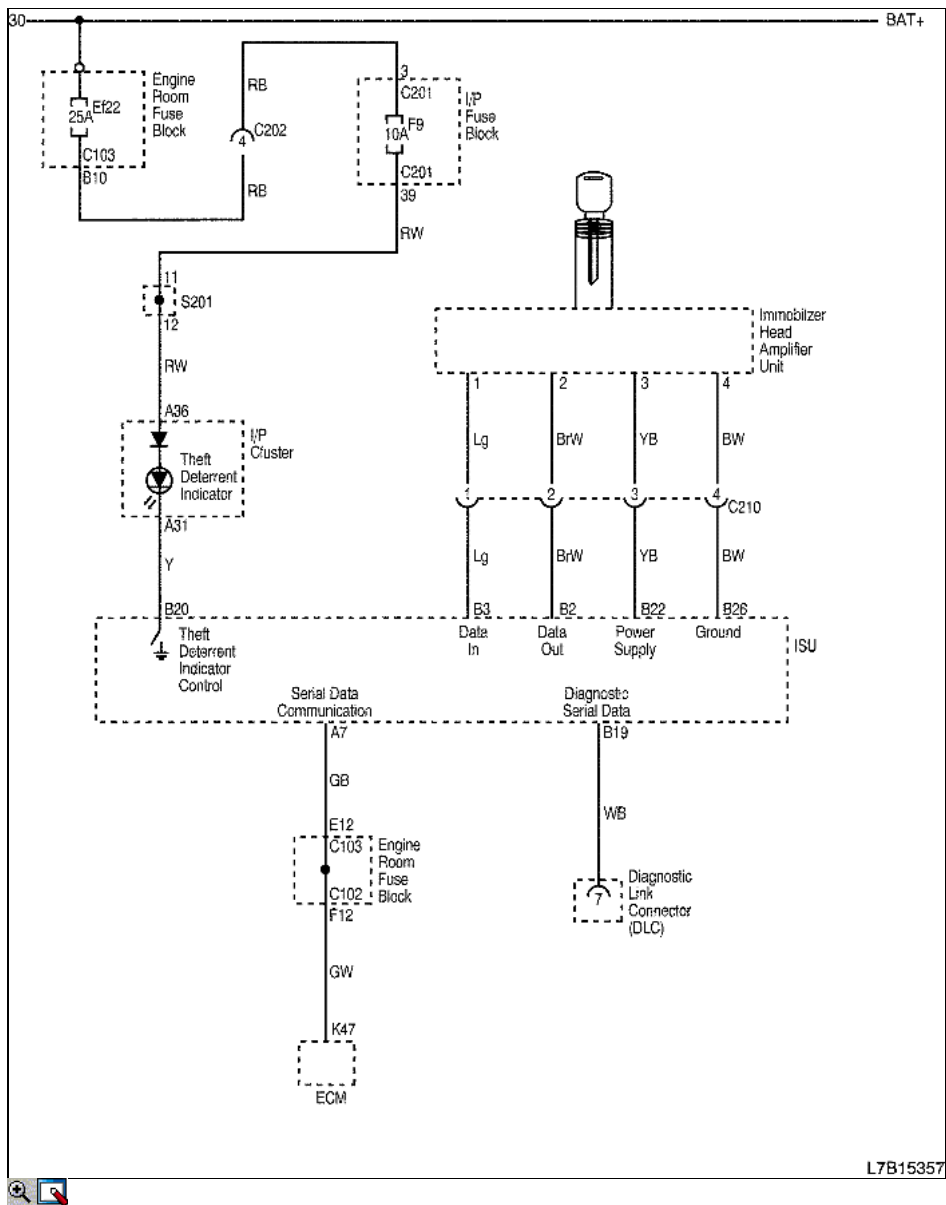 30
BAT+
Engine
Room
Fuse
Block
Ef22
25A
C103
B10
RB
C202
4
RB
3
C201
I/P
Fuse
Block
F9
10A
C201
39
RW
11
S201
12
RW
A36
I/P
Cluster
Theft
Deterrent
Indicator
A31
Y
B20
Immobilzer
Head
Amplifier
Unit
1 2 3 4
Lg BrW YB BW
1 2 3 4
C210
Lg BrW YB BW
B3 B2 B22 B26
Theft
Deterrent
Indicator
Control
Data
In
Data
Out
Power
Supply
Ground
ISU
Serial Data
Communication
Diagnostic
Serial Data
A7
B19
GB
WB
E12
C103
Engine
Room
Fuse
Block
C102
F12
7
Diagnostic
Link
Connector
(DLC)
GW
K47
ECM
L7B15357